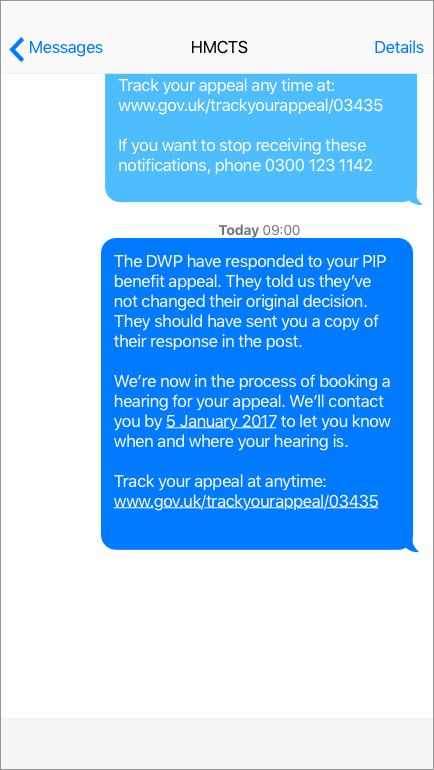 Messages
HMCTS
Details
Track your appeal any time at:
www.gov.uk/trackyourappeal/03435
If you want to stop receiving these
notifications, phone 0300 123 1142
Today 09:00
The DWP have responded to your PIP
benefit appeal. They told us they’ve
not changed their original decision.
They should have sent you a copy of
their response in the post.
We’re now in the process of booking a
hearing for your appeal. We’ll contact
you by 5 January 2017 to let you know
when and where your hearing is.
Track your appeal at anytime:
www.gov.uk/trackyourappeal/03435